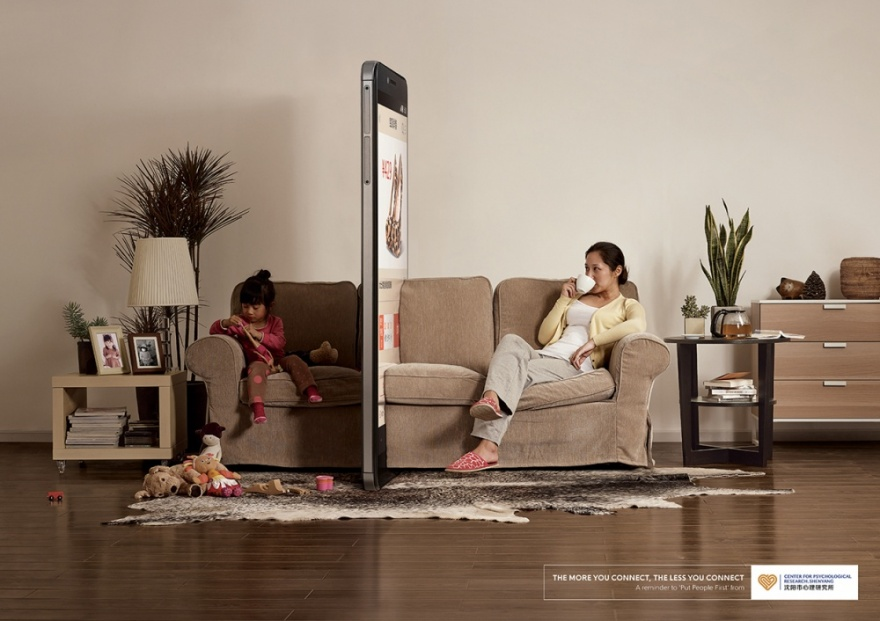 ¥429
THE MORE YOU CONNECT, THE LESS YOU CONNECT
A reminder to 'Put People First' from
CENTER FOR PSYCHOLOGICAL
RESEARCH, SHENYANG
沈阳市心理研究所